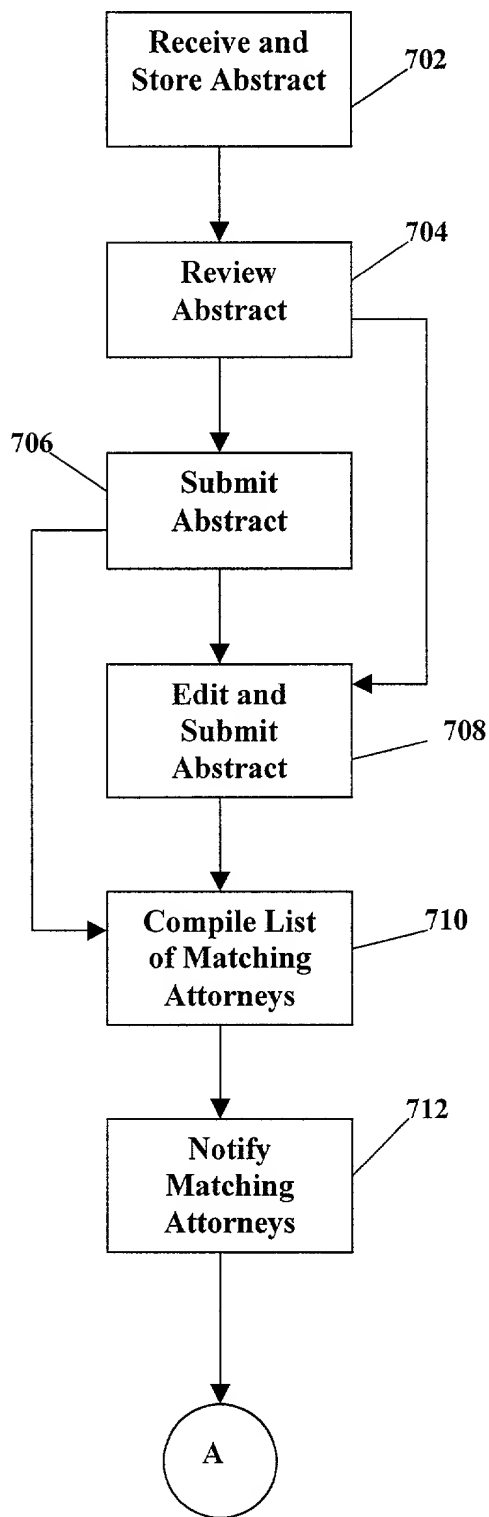 Receive and
Store Abstract
702
704
Review
Abstract
706
Submit
Abstract
Edit and
Submit
Abstract
708
Compile List
of Matching
Attorneys
710
712
Notify
Matching
Attorneys
A